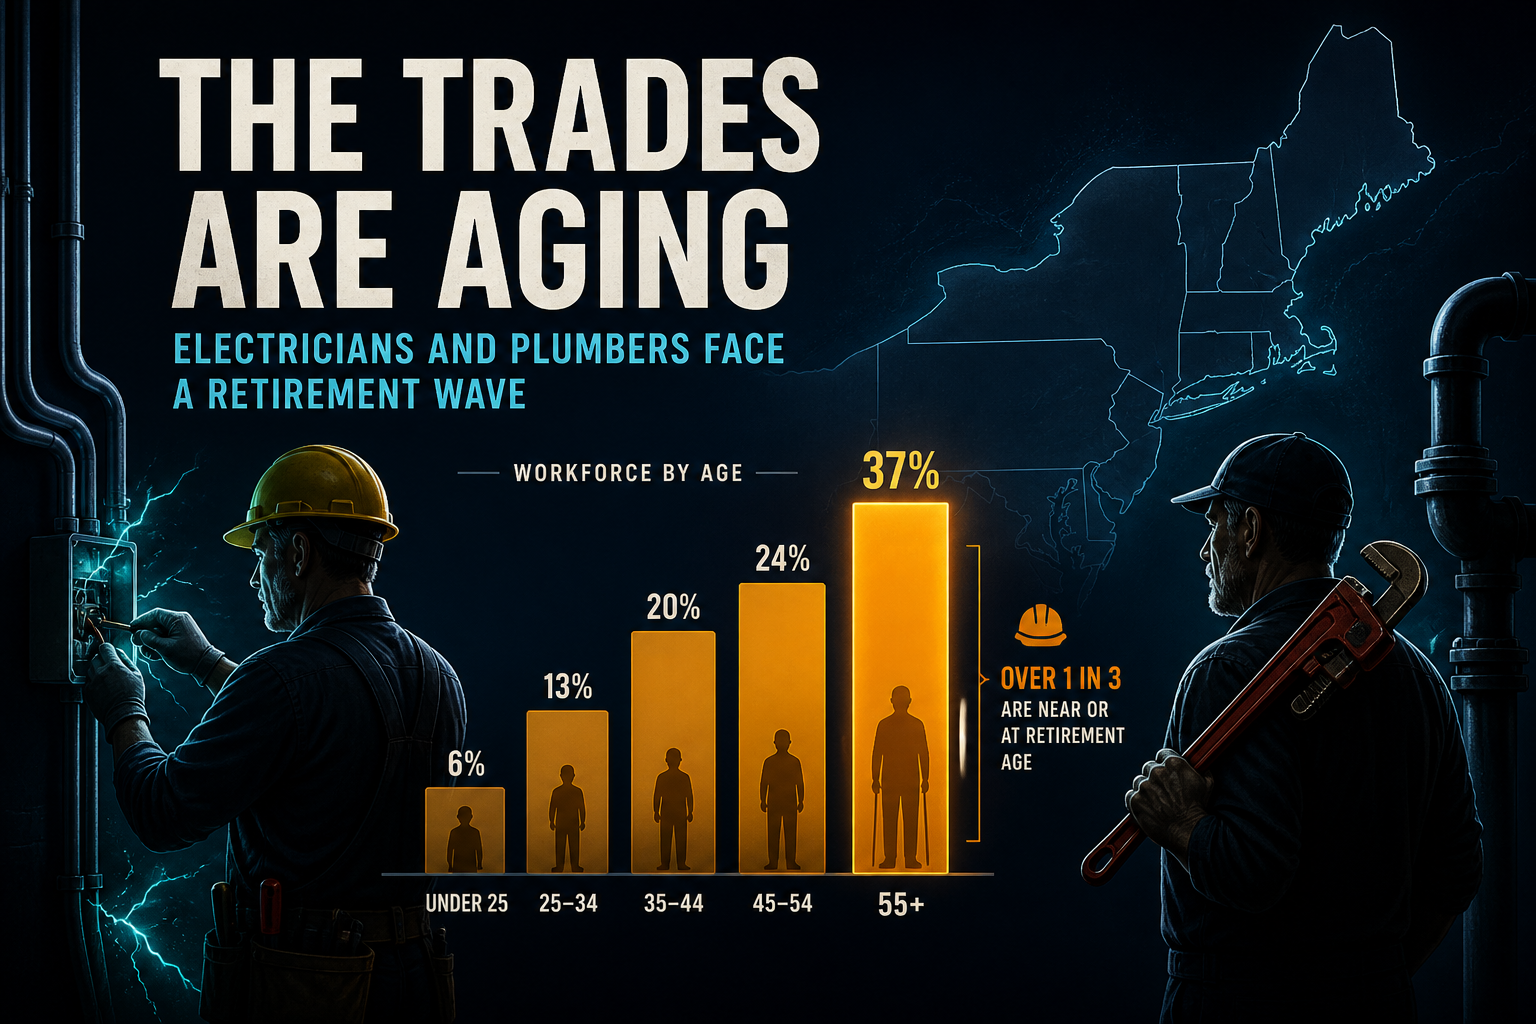 THE TRADES
ARE AGING
ELECTRICIANS AND PLUMBERS FACE
A RETIREMENT WAVE
WORKFORCE BY AGE
6%
13%
20%
24%
37%
OVER 1 IN 3
ARE NEAR OR
AT RETIREMENT
AGE
UNDER 25
25–34
35–44
45–54
55+